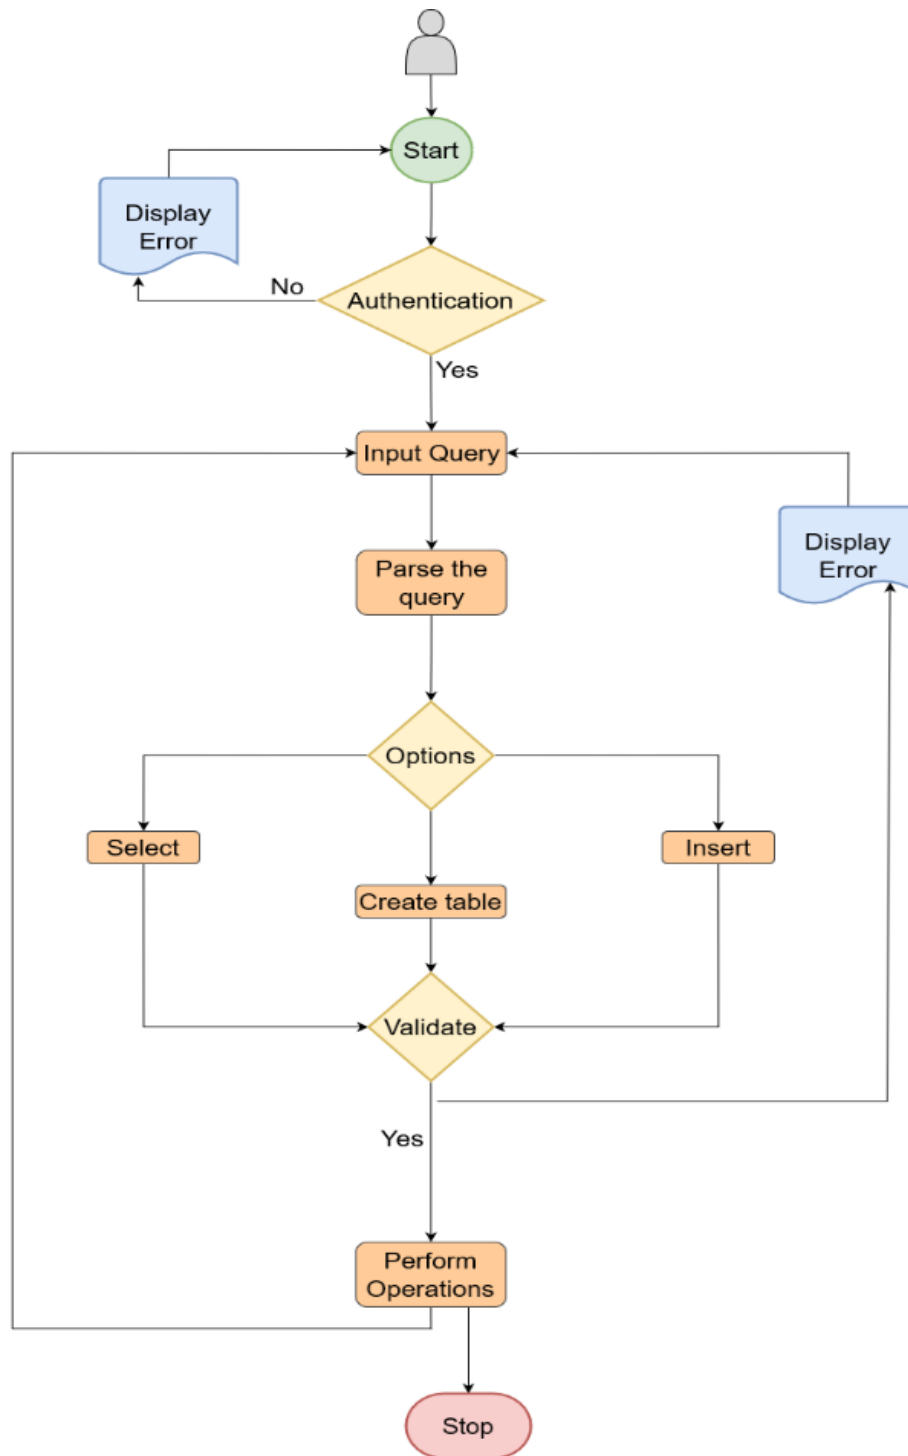 Start
Display
Error
No
Authentication
Yes
Input Query
Parse the
query
Display
Error
Options
Select
Insert
Create table
Validate
Yes
Perform
Operations
Stop